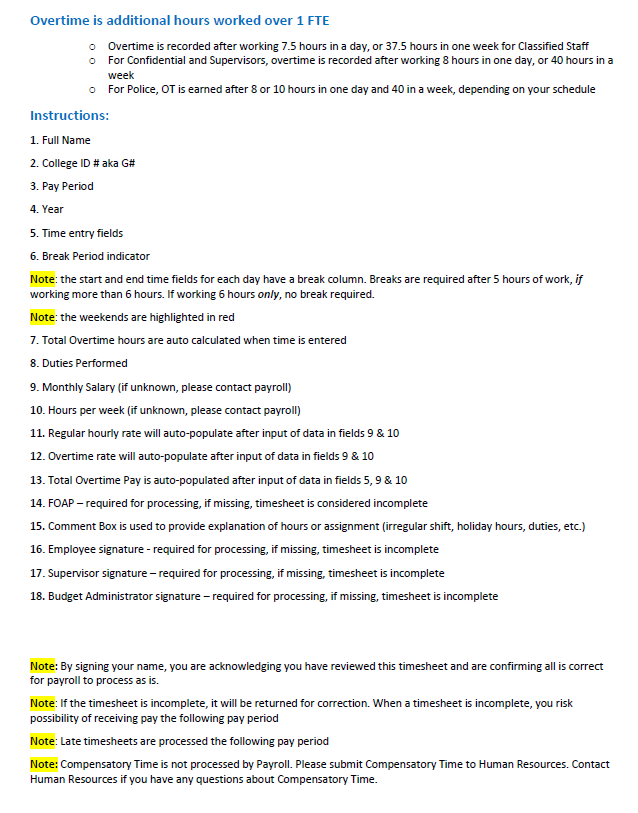 Overtime is additional hours worked over 1 FTE
o Overtime is recorded after working 7.5 hours in a day, or 37.5 hours in one week for Classified Staff
o For Confidential and Supervisors, overtime is recorded after working 8 hours in one day, or 40 hours in a
week
o For Police, OT is earned after 8 or 10 hours in one day and 40 in a week, depending on your schedule
Instructions:
1. Full Name
2. College ID # aka G#
3. Pay Period
4. Year
5. Time entry fields
6. Break Period indicator
Note: the start and end time fields for each day have a break column. Breaks are required after 5 hours of work, if
working more than 6 hours. If working 6 hours only, no break required.
Note: the weekends are highlighted in red
7. Total Overtime hours are auto calculated when time is entered
8. Duties Performed
9. Monthly Salary (if unknown, please contact payroll)
10. Hours per week (if unknown, please contact payroll)
11. Regular hourly rate will auto-populate after input of data in fields 9 & 10
12. Overtime rate will auto-populate after input of data in fields 9 & 10
13. Total Overtime Pay is auto-populated after input of data in fields 5, 9 & 10
14. FOAP – required for processing, if missing, timesheet is considered incomplete
15. Comment Box is used to provide explanation of hours or assignment (irregular shift, holiday hours, duties, etc.)
16. Employee signature - required for processing, if missing, timesheet is incomplete
17. Supervisor signature – required for processing, if missing, timesheet is incomplete
18. Budget Administrator signature – required for processing, if missing, timesheet is incomplete
Note: By signing your name, you are acknowledging you have reviewed this timesheet and are confirming all is correct
for payroll to process as is.
Note: If the timesheet is incomplete, it will be returned for correction. When a timesheet is incomplete, you risk
possibility of receiving pay the following pay period
Note: Late timesheets are processed the following pay period
Note: Compensatory Time is not processed by Payroll. Please submit Compensatory Time to Human Resources. Contact
Human Resources if you have any questions about Compensatory Time.